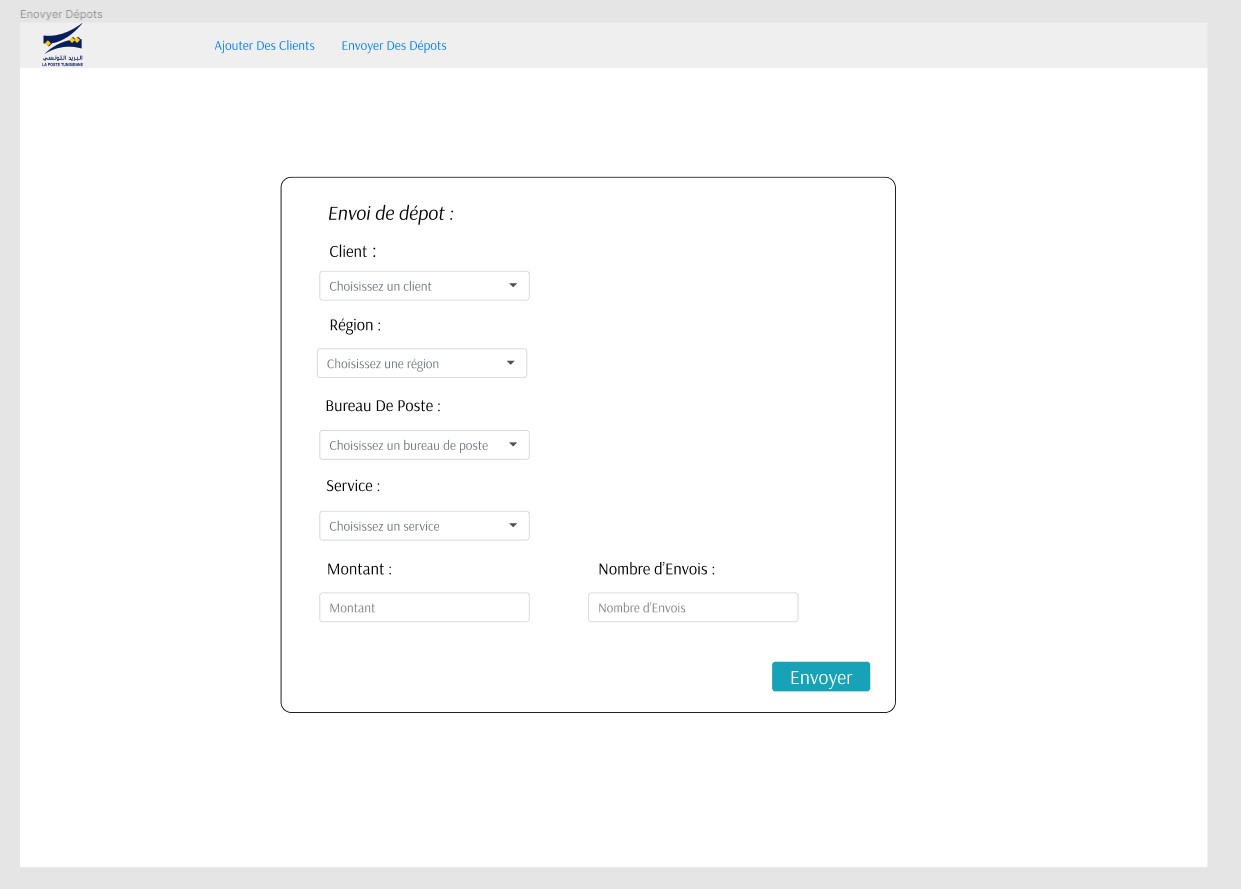 Enovyer Dépots
البريد التونسي
LA POSTE TUNISIENNE
Ajouter Des Clients
Envoyer Des Dépots
Envoi de dépot :
Client :
Choisissez un client
Région :
Choisissez une région
Bureau De Poste :
Choisissez un bureau de poste
Service :
Choisissez un service
Montant :
Nombre d'Envois :
Montant
Nombre d'Envois
Envoyer